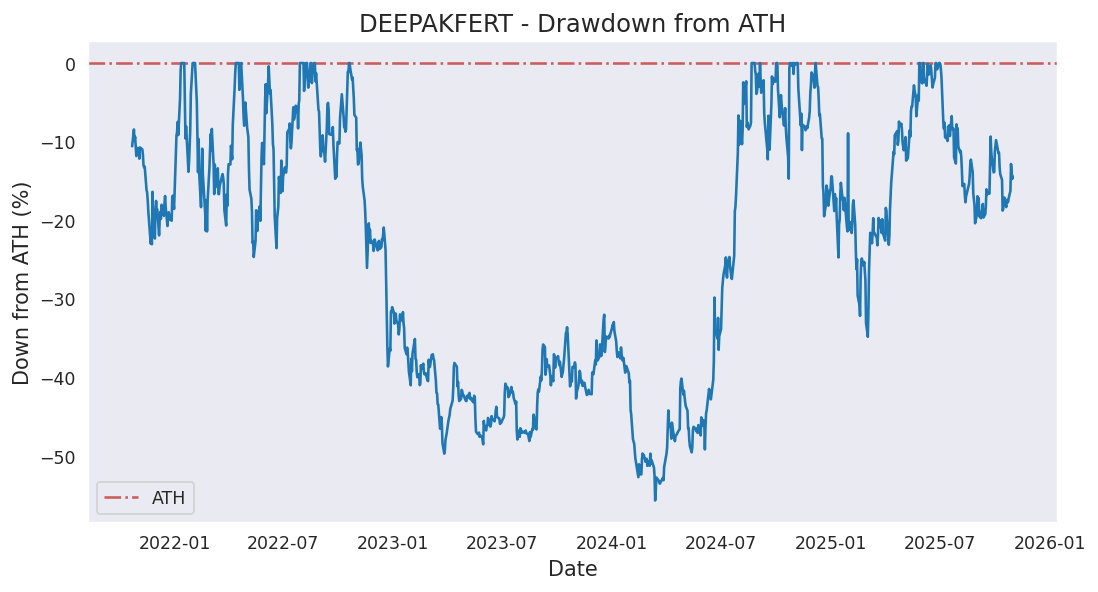 DEEPAKFERT - Drawdown from ATH
Down from ATH (%)
0
−10
−20
−30
−40
−50
ATH
2022-01 2022-07 2023-01 2023-07 2024-01 2024-07 2025-01 2025-07 2026-01
Date